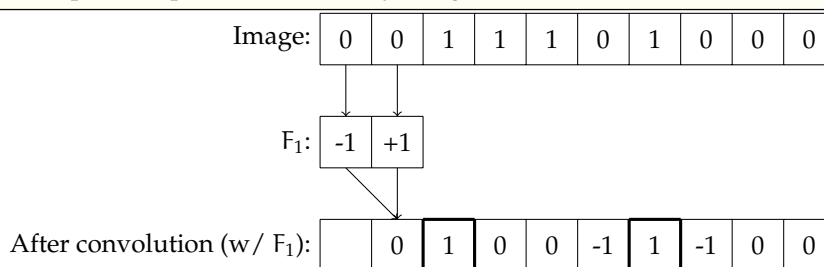 Image: 0 0 1 1 1 0 1 0 0 0
F1: -1 +1
After convolution (w/ F1): 0 1 0 0 -1 1 -1 0 0